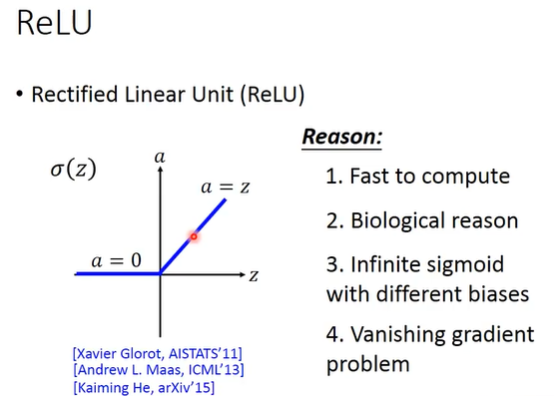 ReLU
• Rectified Linear Unit (ReLU)
σ(z)
a
a = z
a = 0
z
[Xavier Glorot, AISTATS’11]
[Andrew L. Maas, ICML’13]
[Kaiming He, arXiv’15]
Reason:
1. Fast to compute
2. Biological reason
3. Infinite sigmoid
with different biases
4. Vanishing gradient
problem